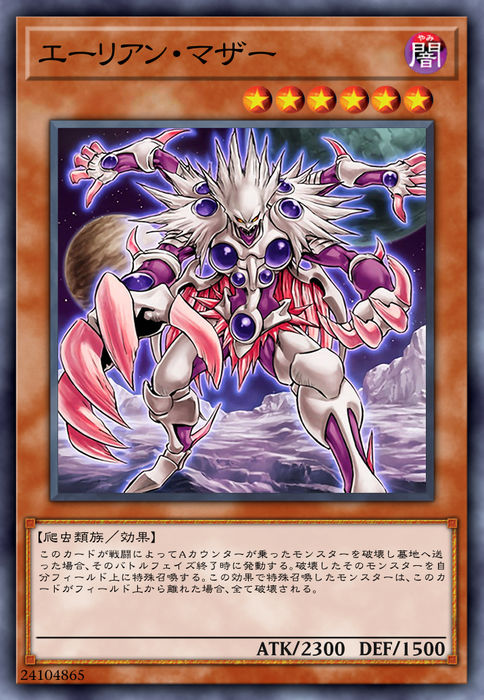 エーリアン・マザー
やみ
闇
【爬虫類族／効果】
このカードが戦闘によってAカウンターが乗ったモンスターを破壊し墓地へ送
った場合、そのバトルフェイズ終了時に発動する。破壊したそのモンスターを自
分フィールド上に特殊召喚する。この効果で特殊召喚したモンスターは、このカ
ードがフィールド上から離れた場合、全て破壊される。
ATK/2300 DEF/1500
24104865